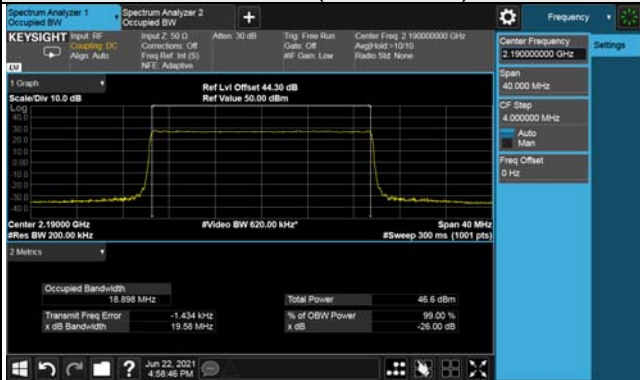 Spectrum Analyzer 1
Occupied BW
Spectrum Analyzer 2
Occupied BW
+
Frequency
KEYSIGHT
Input: RF
Coupling: DC
Align: Auto
Input Z: 50 Ω
Corrections: Off
Freq Ref: Int (S)
NFE: Adaptive
Atten: 30 dB
Trig: Free Run
Gate: Off
#IF Gain: Low
Center Freq: 2.190000000 GHz
Avg|Hold:>10/10
Radio Std: None
LXI
Center Frequency
2.190000000 GHz
Settings
Span
40.000 MHz
CF Step
4.000000 MHz
Auto
Man
Freq Offset
0 Hz
1 Graph
Scale/Div 10.0 dB
Ref Lvl Offset 44.30 dB
Ref Value 50.00 dBm
Log
40.0
30.0
20.0
10.0
0.00
-10.0
-20.0
-30.0
-40.0
Center 2.19000 GHz
#Res BW 200.00 kHz
#Video BW 620.00 kHz*
Span 40 MHz
#Sweep 300 ms (1001 pts)
2 Metrics
Occupied Bandwidth
18.898 MHz
Total Power 46.6 dBm
Transmit Freq Error -1.434 kHz
% of OBW Power 99.00 %
x dB Bandwidth 19.58 MHz
x dB -26.00 dB
?
Jun 22, 2021
4:58:46 PM